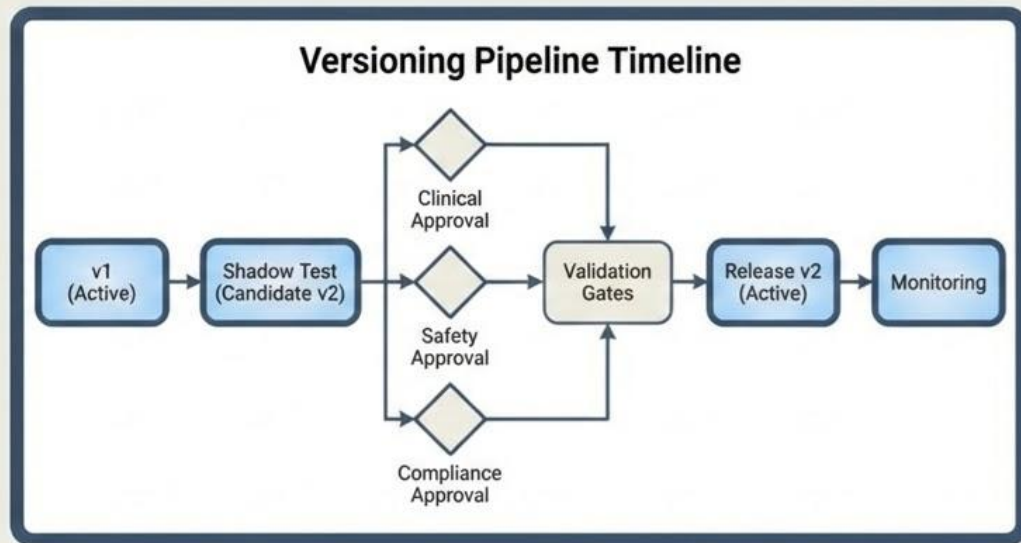 Versioning Pipeline Timeline
Clinical
Approval
v1
(Active)
Shadow Test
(Candidate v2)
Safety
Approval
Validation
Gates
Release v2
(Active)
Monitoring
Compliance
Approval